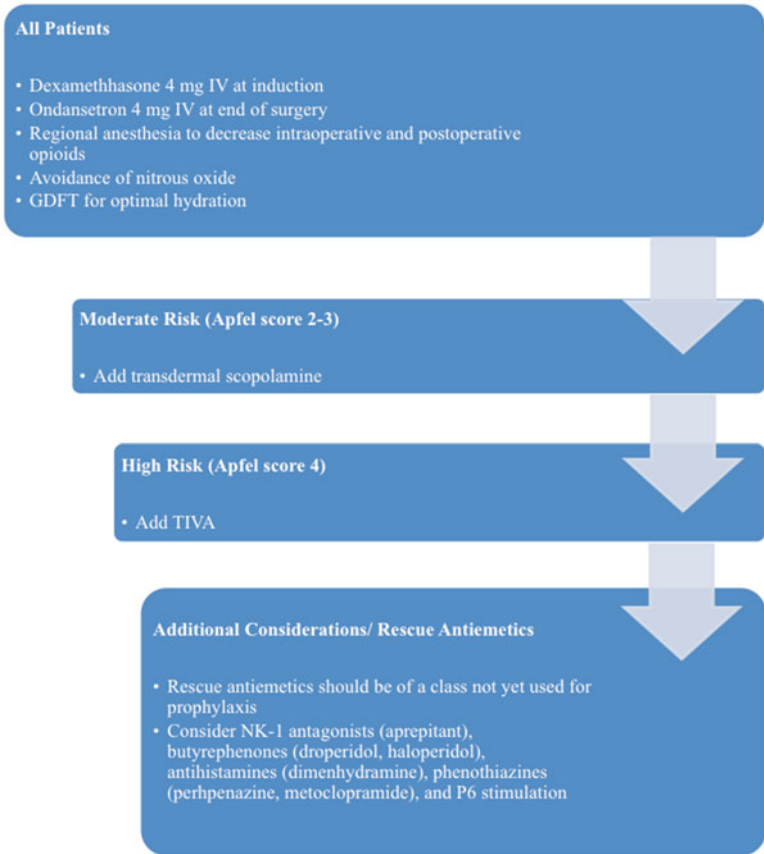 All Patients
• Dexamethhasone 4 mg IV at induction
• Ondansetron 4 mg IV at end of surgery
• Regional anesthesia to decrease intraoperative and postoperative
opioids
• Avoidance of nitrous oxide
• GDFT for optimal hydration
Moderate Risk (Apfel score 2-3)
• Add transdermal scopolamine
High Risk (Apfel score 4)
• Add TIVA
Additional Considerations/ Rescue Antiemetics
• Rescue antiemetics should be of a class not yet used for
prophylaxis
• Consider NK-1 antagonists (aprepitant),
butyrephenones (droperidol, haloperidol),
antihistamines (dimenhydramine), phenothiazines
(perhpenazine, metoclopramide), and P6 stimulation